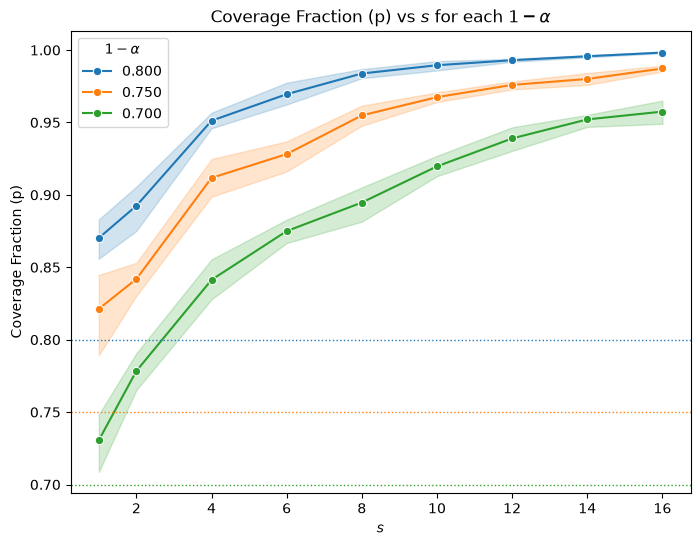 Coverage Fraction (p) vs s for each 1 − α
1 − α
0.800
0.750
0.700
Coverage Fraction (p)
1.00
0.95
0.90
0.85
0.80
0.75
0.70
2 4 6 8 10 12 14 16
s